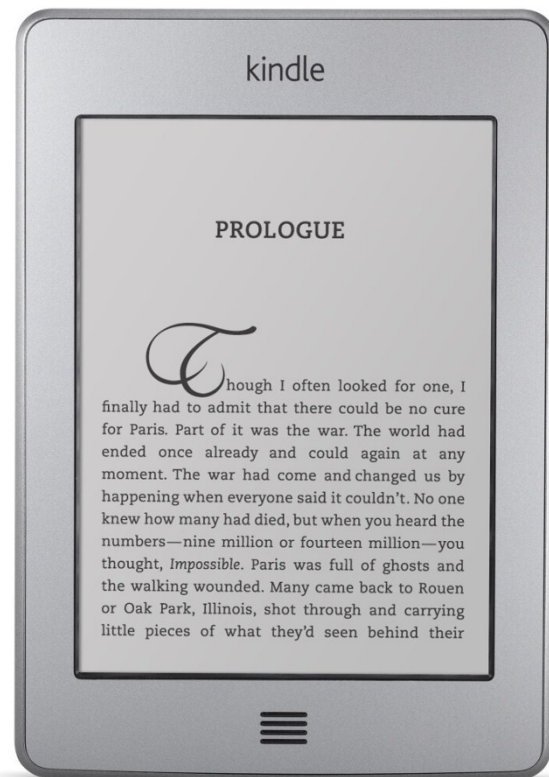 kindle
PROLOGUE
Though I often looked for one, I
finally had to admit that there could be no cure
for Paris. Part of it was the war. The world had
ended once already and could again at any
moment. The war had come and changed us by
happening when everyone said it couldn't. No one
knew how many had died, but when you heard the
numbers—nine million or fourteen million—you
thought, Impossible. Paris was full of ghosts and
the walking wounded. Many came back to Rouen
or Oak Park, Illinois, shot through and carrying
little pieces of what they'd seen behind their